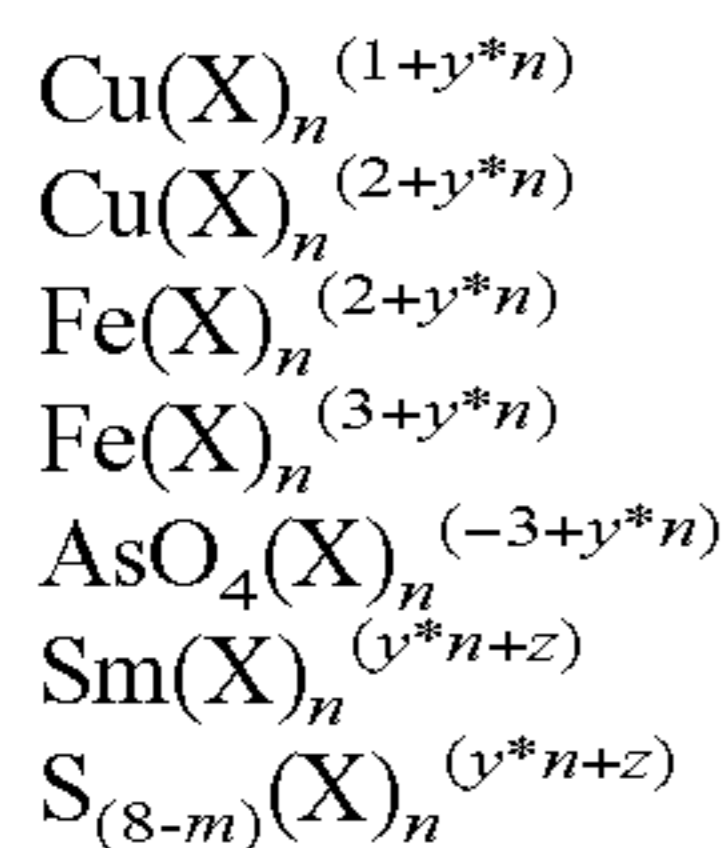 Cu(X)n(1+y*n)
Cu(X)n(2+y*n)
Fe(X)n(2+y*n)
Fe(X)n(3+y*n)
AsO4(X)n(−3+y*n)
Sm(X)n(y*n+z)
S(8-m)(X)n(y*n+z)